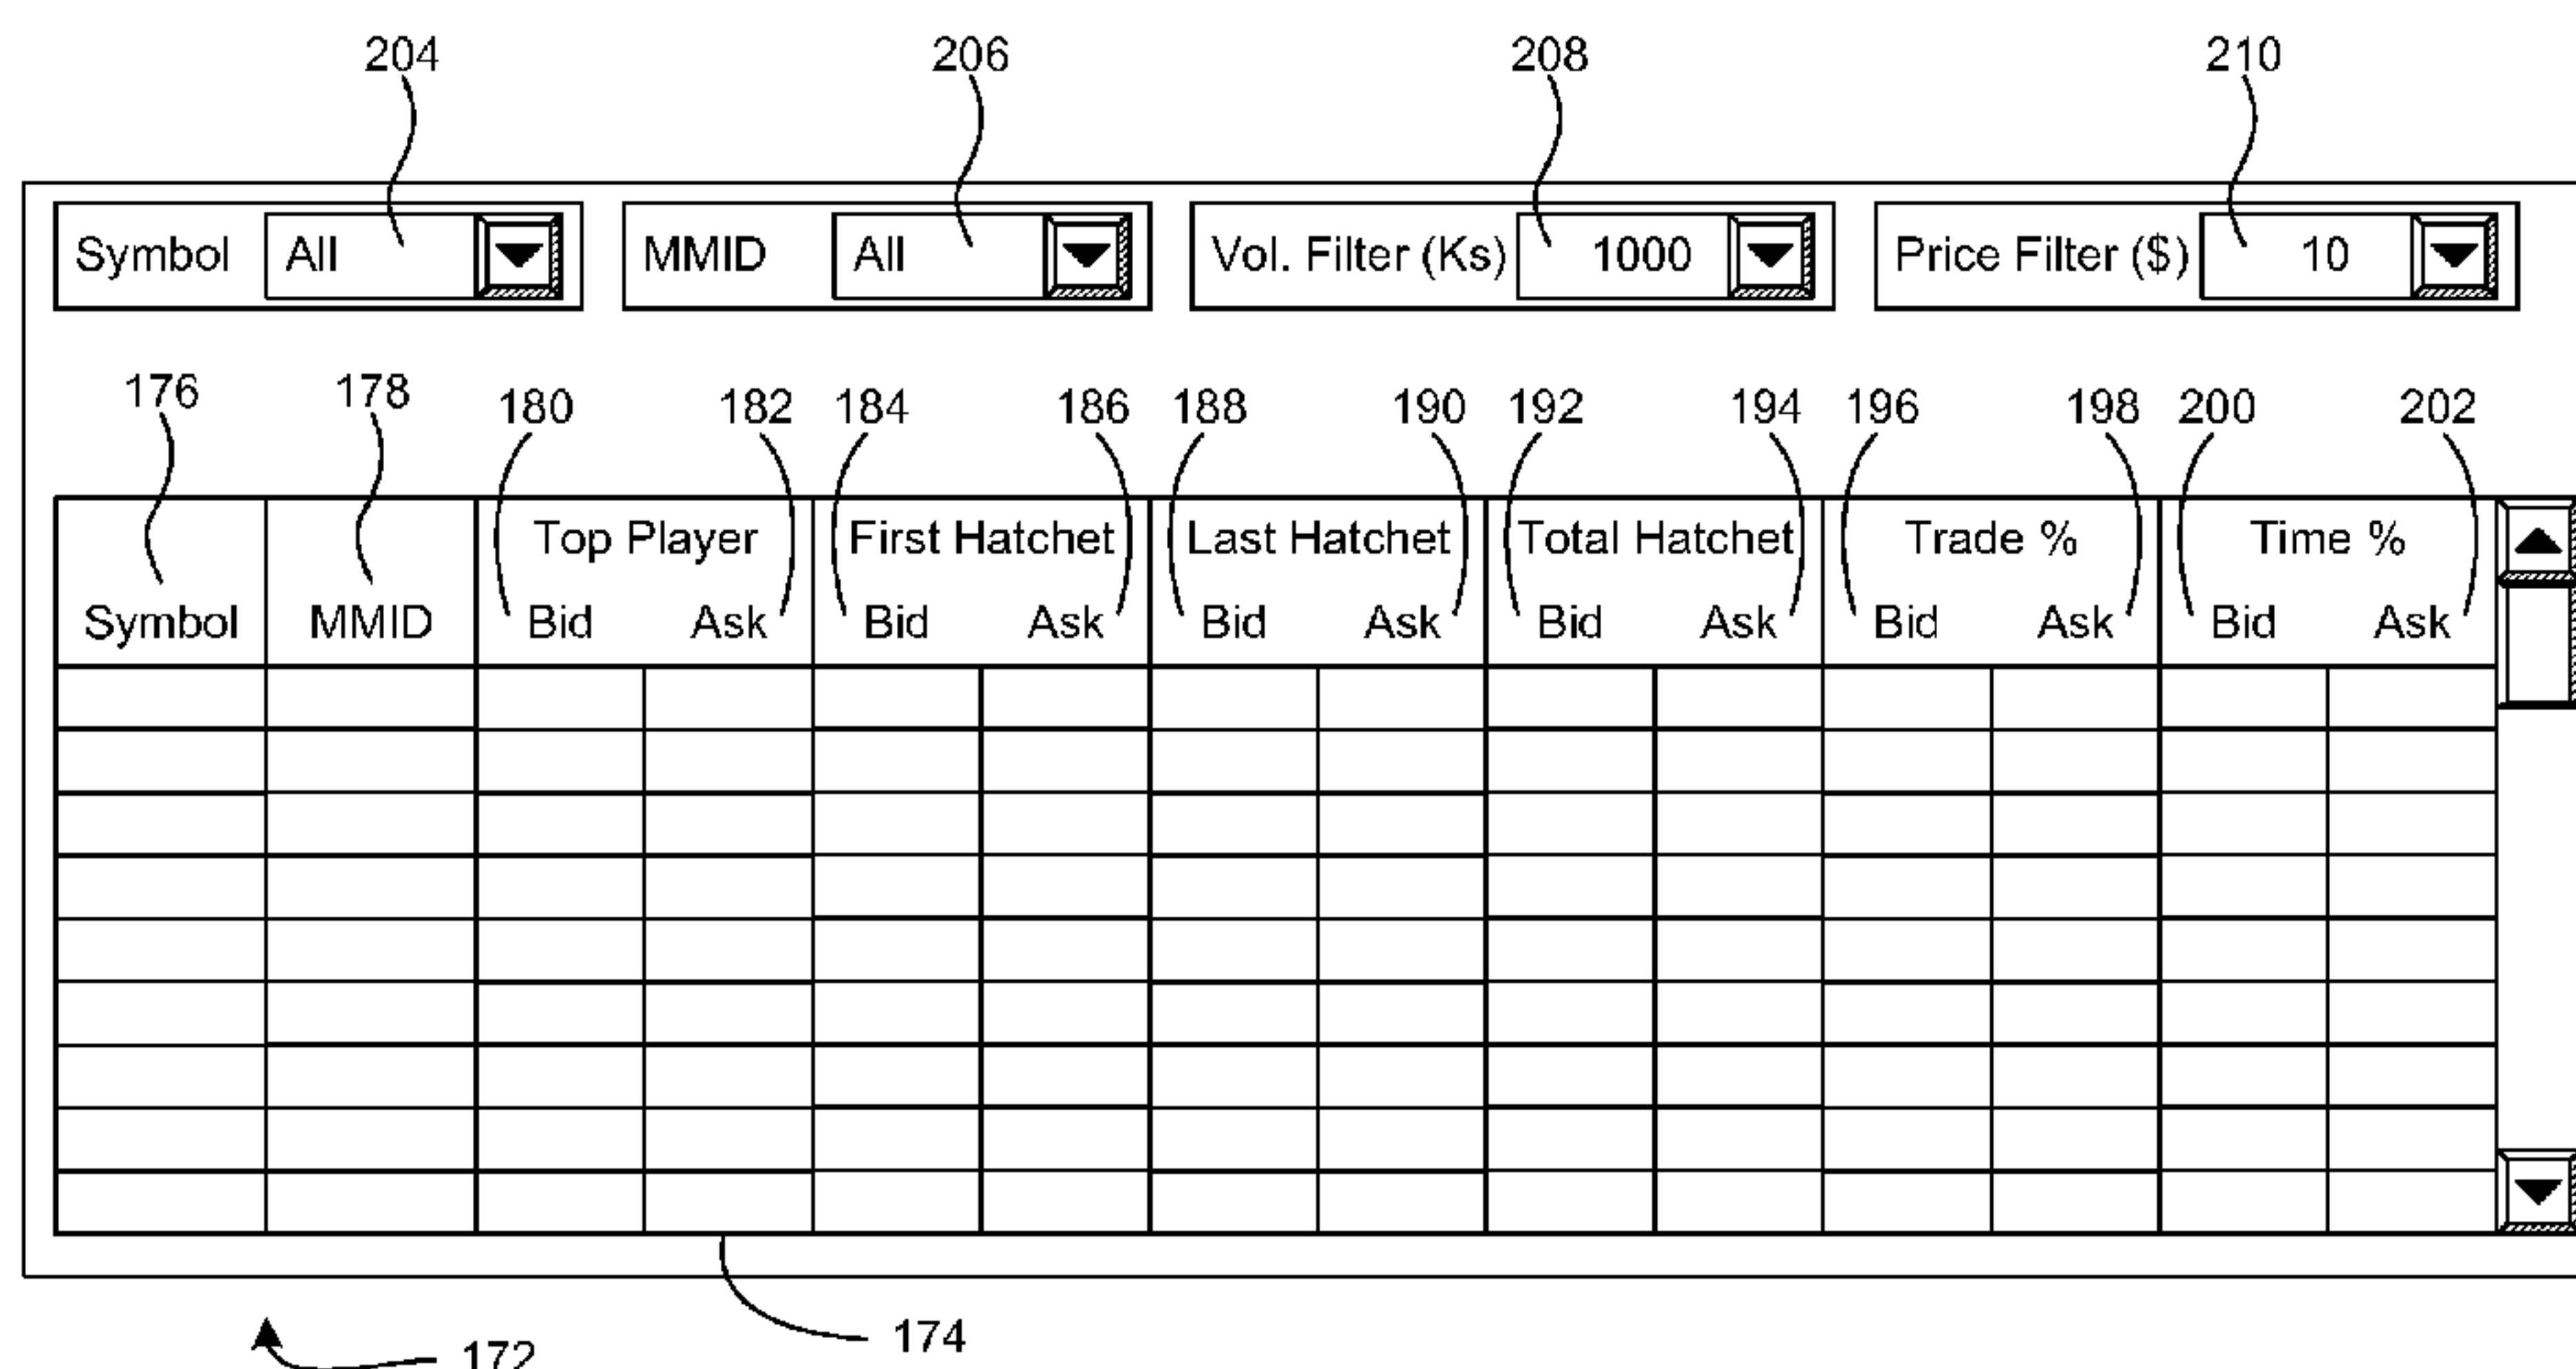 204 206 208 210
Symbol All MMID All Vol. Filter (Ks) 1000 Price Filter ($) 10
176 178 180 182 184 186 188 190 192 194 196 198 200 202
Top Player First Hatchet Last Hatchet Total Hatchet Trade % Time %
Symbol MMID Bid Ask Bid Ask Bid Ask Bid Ask Bid Ask Bid Ask
174
172